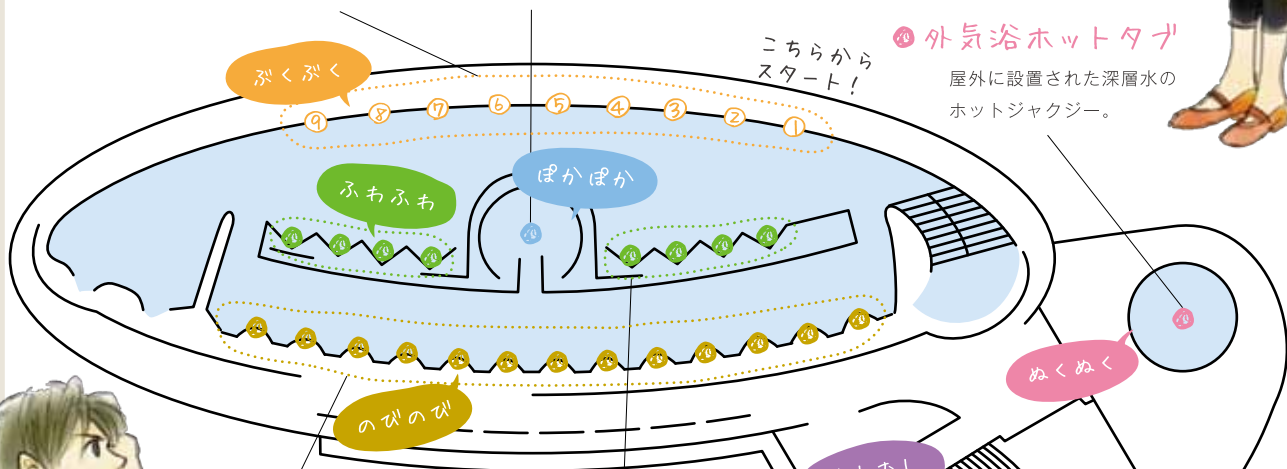 外気浴ホットタブ
屋外に設置された深層水の
ホットジャクジー。
こちらから
スタート！
ぶくぶく
⑨ ⑧ ⑦ ⑥ ⑤ ④ ③ ② ①
ふわふわ
ぽかぽか
ぬくぬく
のびのび